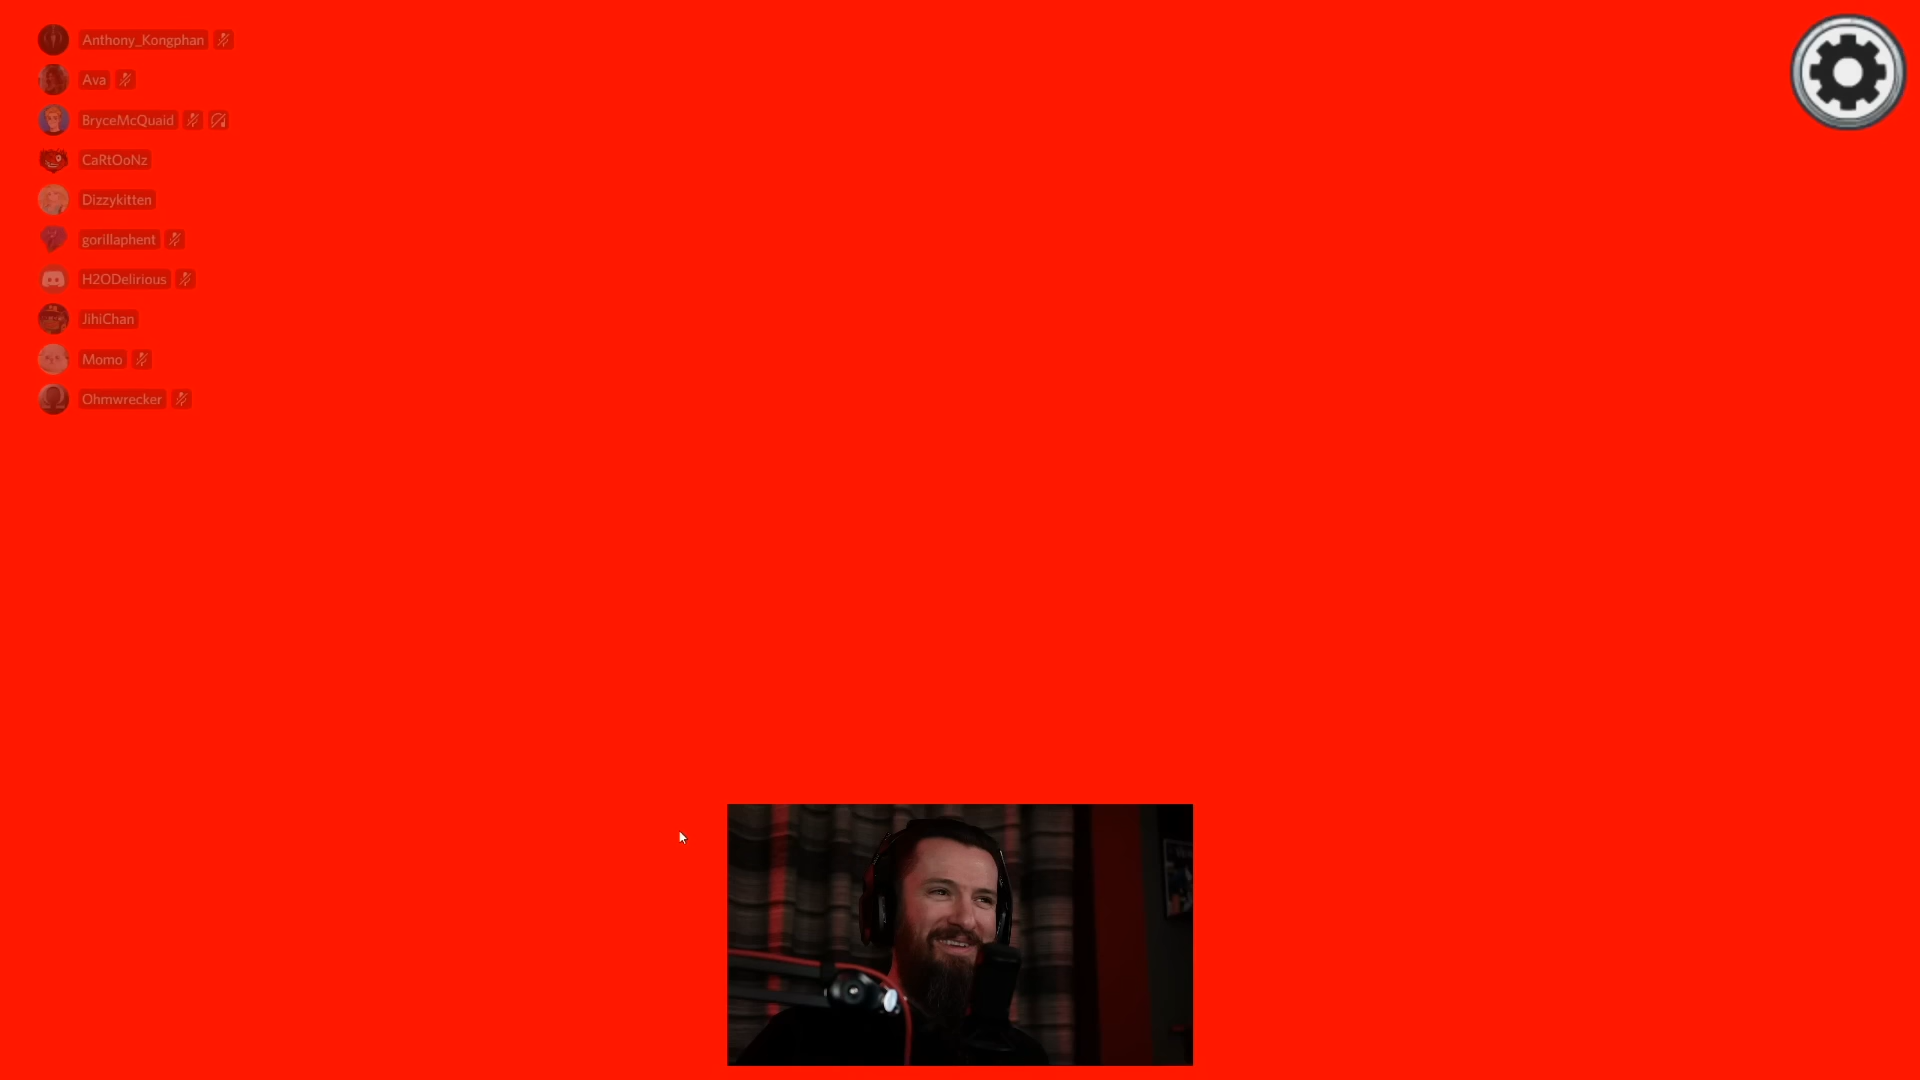 Anthony_Kongphan
Ava
BryceMcQuaid
CaRtOoNz
Dizzykitten
gorillaphent
H2ODelirious
JihiChan
Momo
Ohmwrecker